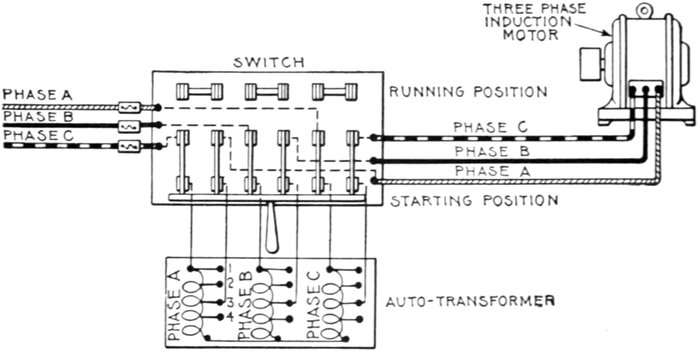 THREE PHASE
INDUCTION
MOTOR
SWITCH
PHASE A
PHASE B
PHASE C
RUNNING POSITION
PHASE C
PHASE B
PHASE A
STARTING POSITION
PHASE A
1
2
3
4
PHASE B
PHASE C
AUTO-TRANSFORMER